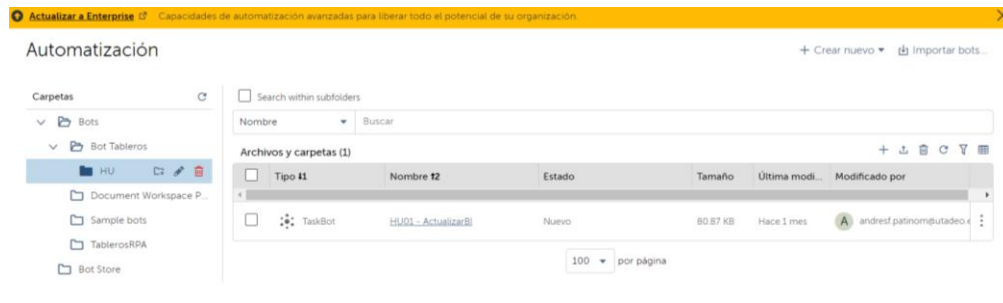 Actualizar a Enterprise Capacidades de automatización avanzadas para liberar todo el potencial de su organización.
Automatización
Crear nuevo Importar bots...
Carpetas
Bots
Bot Tableros
HU
Document Workspace P...
Sample bots
TablerosRPA
Bot Store
Search within subfolders
Nombre Buscar
Archivos y carpetas (1)
Tipo ↓1 Nombre ↑2 Estado Tamaño Última modi... Modificado por
TaskBot HU01 - ActualizarBI Nuevo 80.87 KB Hace 1 mes A andresf.patinom@utadeo.e
100 por página